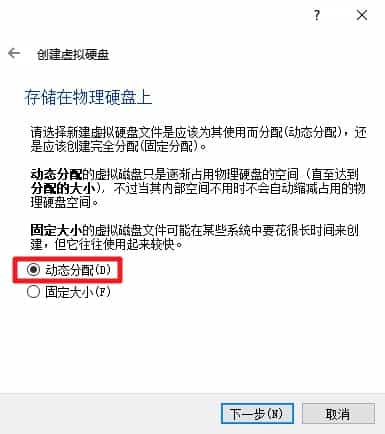 ?
创建虚拟硬盘
存储在物理硬盘上
请选择新建虚拟硬盘文件是应该为其使用而分配(动态分配)，还
是应该创建完全分配(固定分配)。
动态分配的虚拟磁盘只是逐渐占用物理硬盘的空间（直至达到
分配的大小)，不过当其内部空间不用时不会自动缩减占用的物
理硬盘空间。
固定大小的虚拟磁盘文件可能在某些系统中要花很长时间来创
建，但它往往使用起来较快。
动态分配(D)
固定大小(F)
下一步(N)
取消